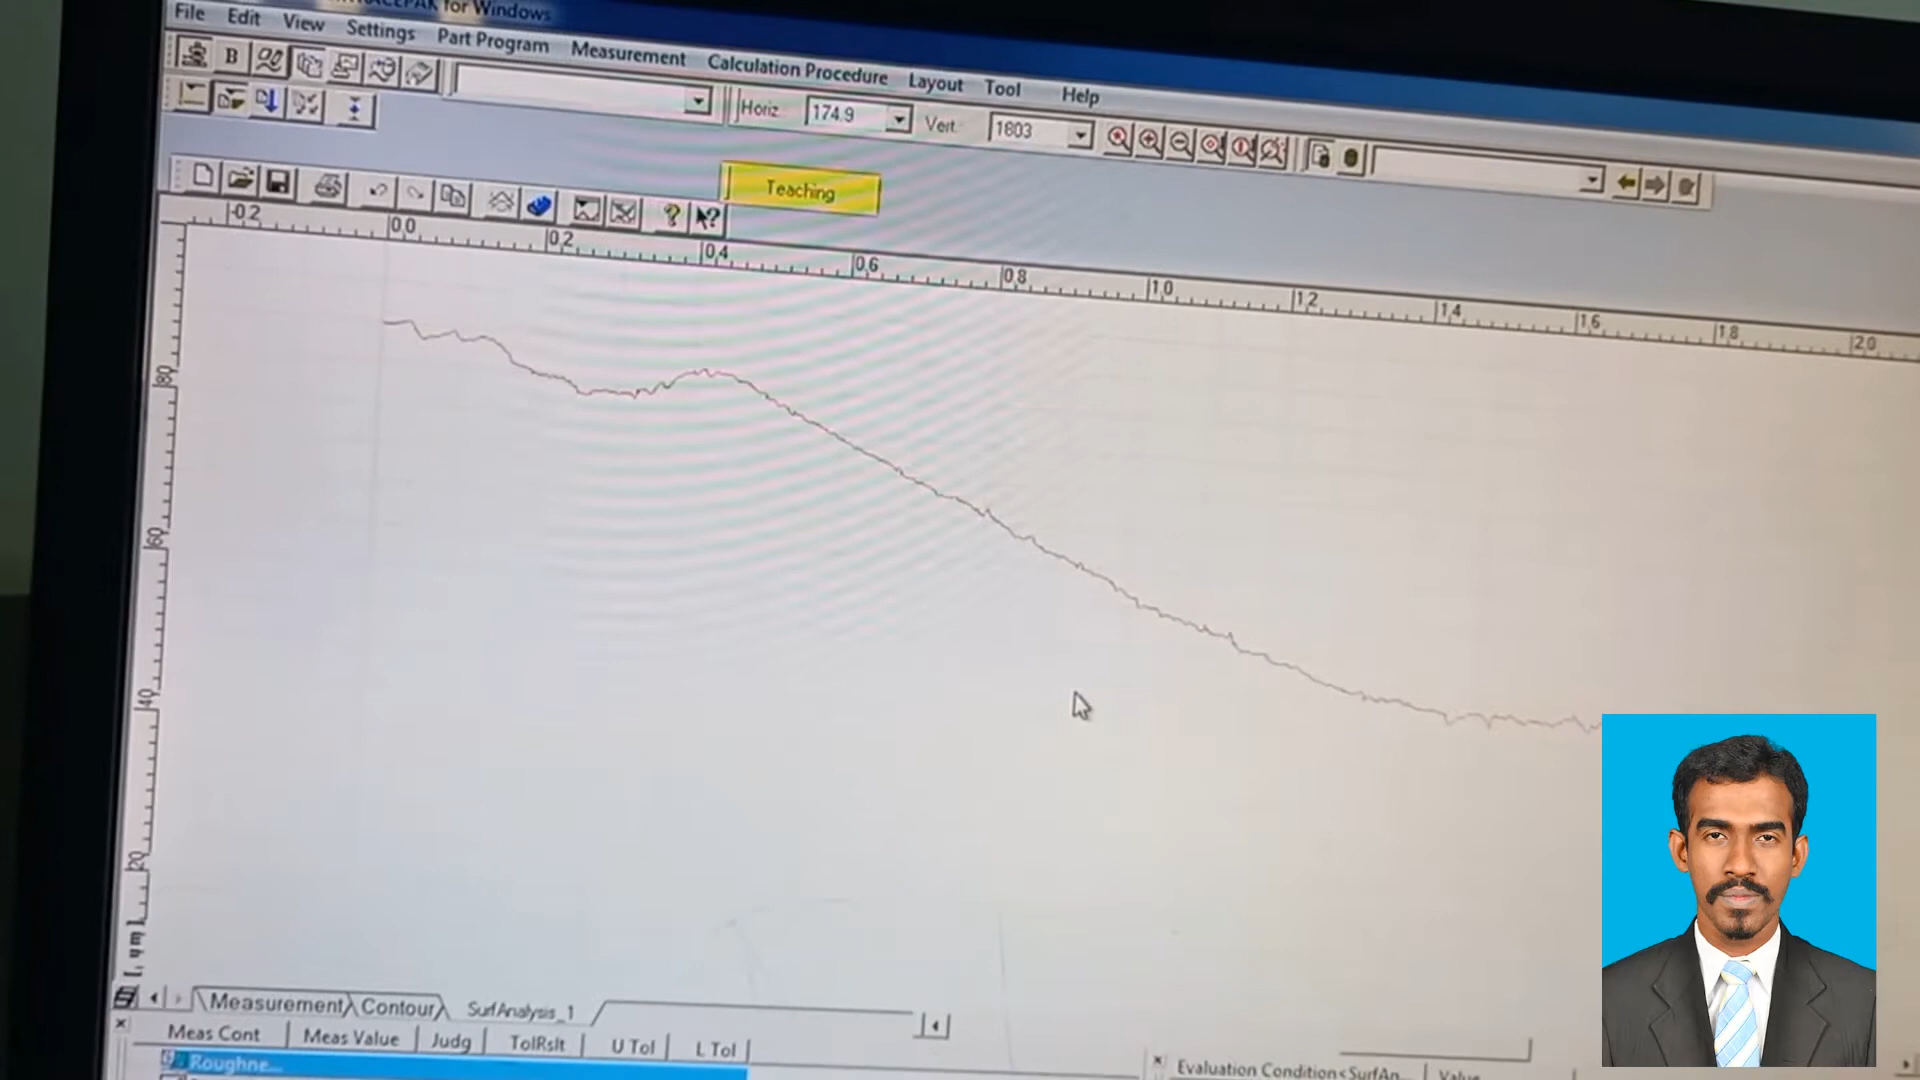 for Windows
File Edit View Settings Part Program Measurement Calculation Procedure Layout Tool Help
B Horiz. 174.9 Vert. 1803
Teaching
-0.2 0.0 0.2 0.4 0.6 0.8 1.0 1.2 1.4 1.6 1.8 2.0
80
60
40
20
Measurement Contour SurfAnalysis_1
Meas Cont Meas Value Judg TolRslt U Tol L Tol
Roughne...
Evaluation Condition<SurfAn... Value